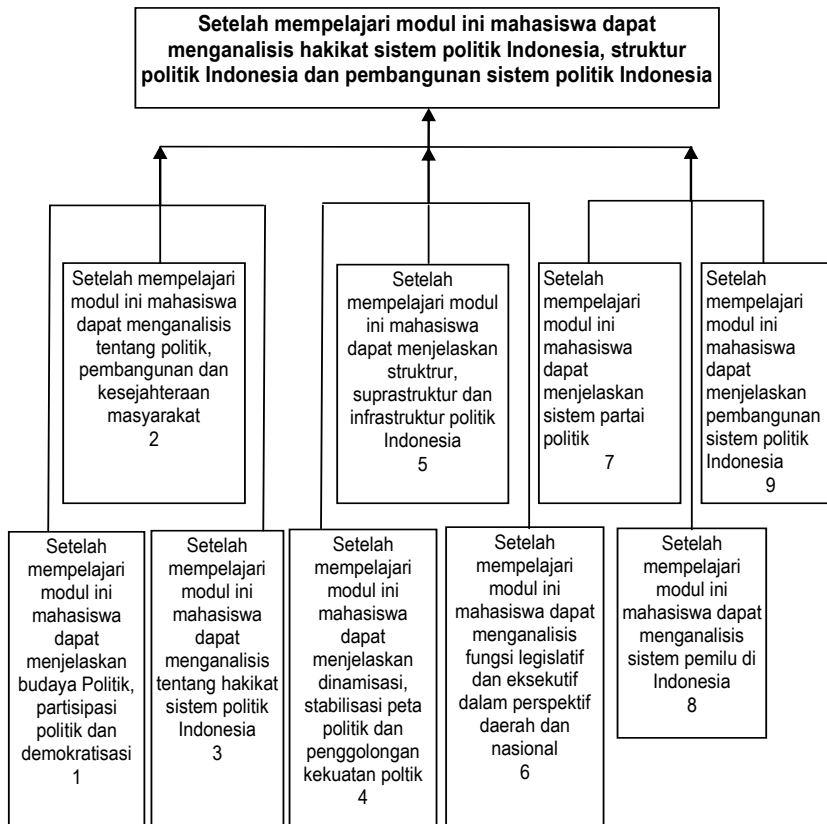 Setelah mempelajari modul ini mahasiswa dapat
menganalisis hakikat sistem politik Indonesia, struktur
politik Indonesia dan pembangunan sistem politik Indonesia
Setelah mempelajari
modul ini mahasiswa
dapat menganalisis
tentang politik,
pembangunan dan
kesejahteraan
masyarakat
2
Setelah
mempelajari modul
ini mahasiswa
dapat menjelaskan
struktrur,
suprastruktur dan
infrastruktur politik
Indonesia
5
Setelah
mempelajari
modul ini
mahasiswa
dapat
menjelaskan
sistem partai
politik
7
Setelah
mempelajari
modul ini
mahasiswa
dapat
menjelaskan
pembangunan
sistem politik
Indonesia
9
Setelah
mempelajari
modul ini
mahasiswa
dapat
menjelaskan
budaya Politik,
partisipasi
politik dan
demokratisasi
1
Setelah
mempelajari
modul ini
mahasiswa
dapat
menganalisis
tentang hakikat
sistem politik
Indonesia
3
Setelah
mempelajari
modul ini
mahasiswa
dapat
menjelaskan
dinamisasi,
stabilisasi peta
politik dan
penggolongan
kekuatan poltik
4
Setelah
mempelajari
modul ini
mahasiswa dapat
menganalisis
fungsi legislatif
dan eksekutif
dalam perspektif
daerah dan
nasional
6
Setelah
mempelajari
modul ini
mahasiswa dapat
menganalisis
sistem pemilu di
Indonesia
8